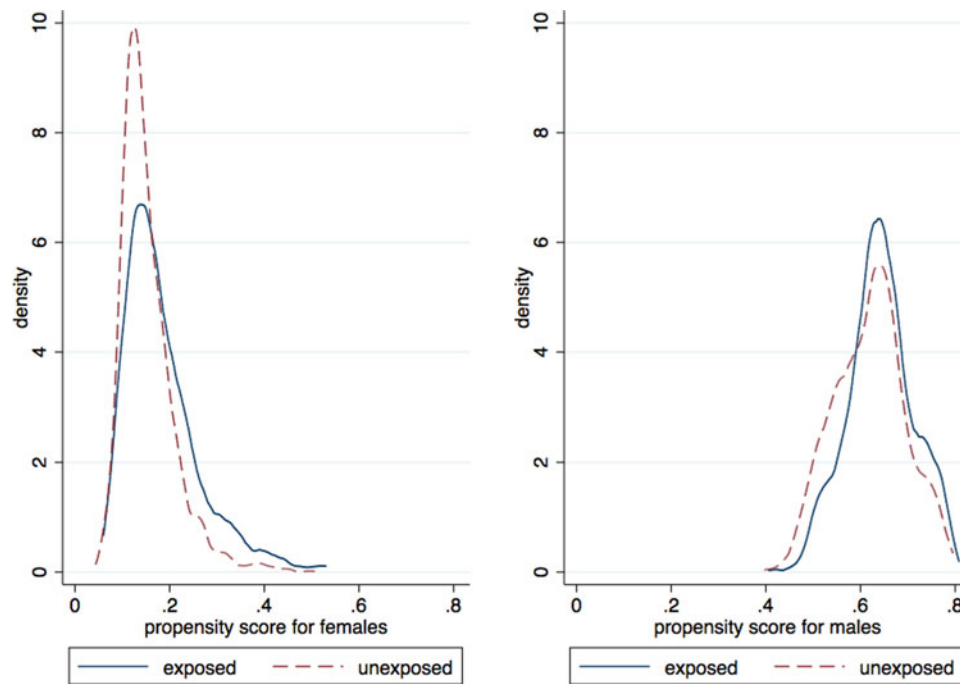 10
8
6
4
2
0
density
0 .2 .4 .6 .8
propensity score for females
exposed unexposed
10
8
6
4
2
0
density
0 .2 .4 .6 .8
propensity score for males
exposed unexposed